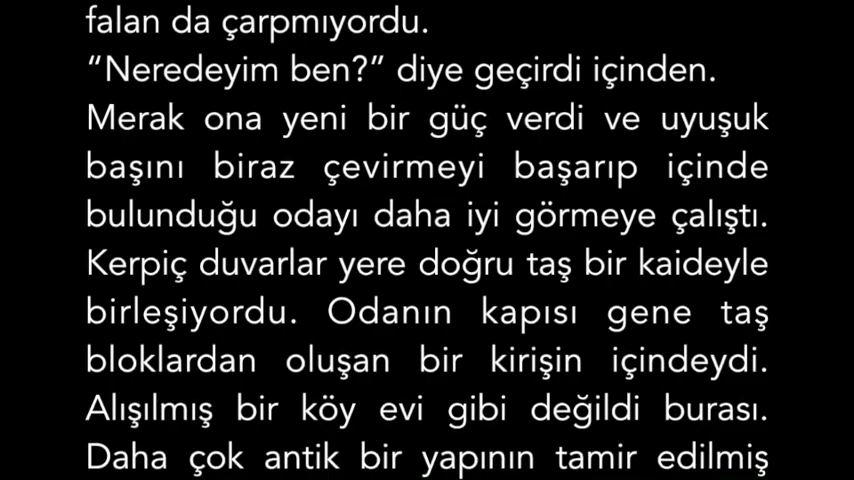 falan da çarpmıyordu.
“Neredeyim ben?” diye geçirdi içinden.
Merak ona yeni bir güç verdi ve uyuşuk
başını biraz çevirmeyi başarıp içinde
bulunduğu odayı daha iyi görmeye çalıştı.
Kerpiç duvarlar yere doğru taş bir kaideyle
birleşiyordu. Odanın kapısı gene taş
bloklardan oluşan bir kirişin içindeydi.
Alışılmış bir köy evi gibi değildi burası.
Daha çok antik bir yapının tamir edilmiş